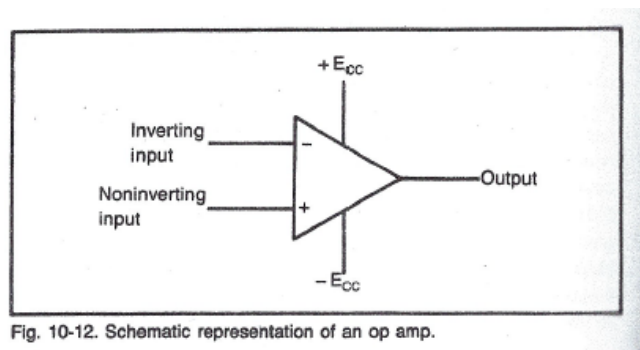 +Ecc
Inverting
input
-
Noninverting
input
+
Output
-Ecc
Fig. 10-12. Schematic representation of an op amp.